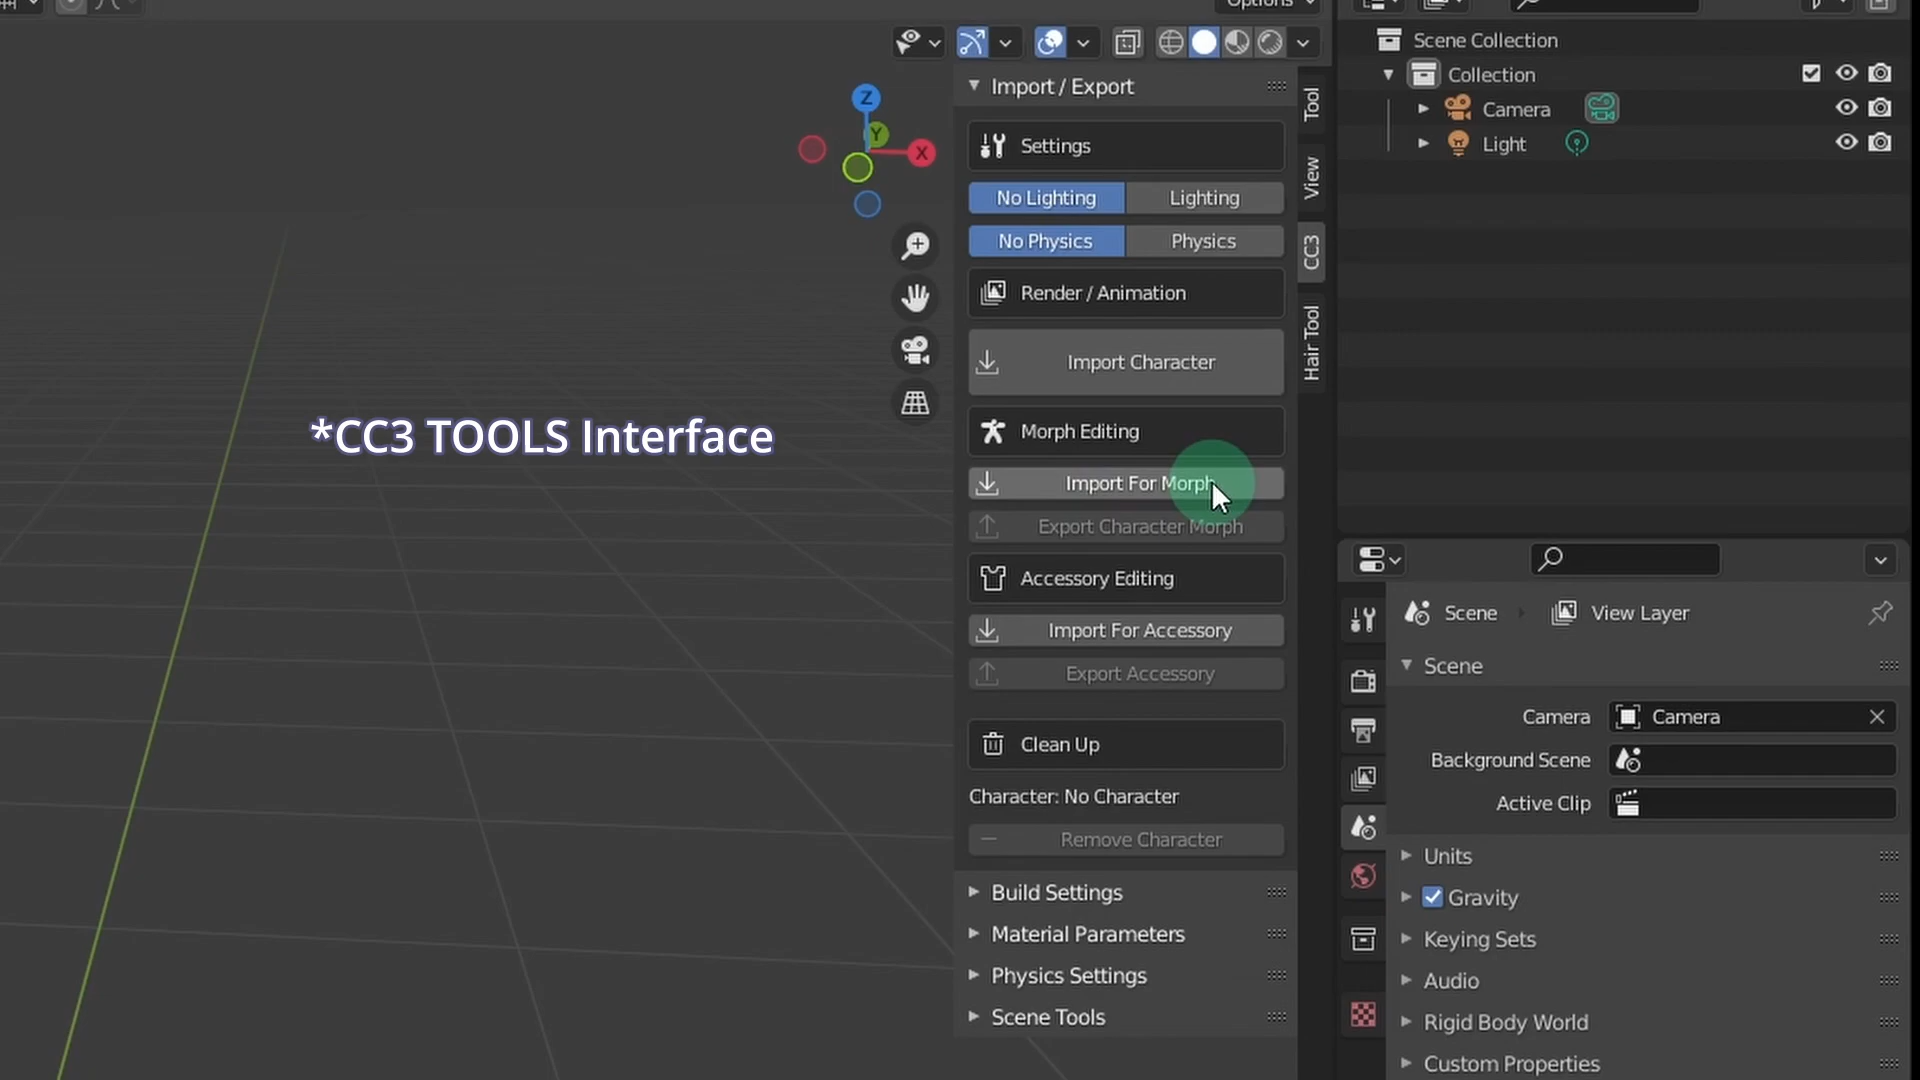 Options
Import / Export
Settings
No Lighting
Lighting
No Physics
Physics
Render / Animation
Import Character
Morph Editing
Import For Morph
Export Character Morph
Accessory Editing
Import For Accessory
Export Accessory
Clean Up
Character: No Character
Remove Character
Build Settings
Material Parameters
Physics Settings
Scene Tools
Z
Y
X
*CC3 TOOLS Interface
Tool
View
CC3
Hair Tool
Scene Collection
Collection
Camera
Light
Scene
View Layer
Scene
Camera
Camera
Background Scene
Active Clip
Units
Gravity
Keying Sets
Audio
Rigid Body World
Custom Properties